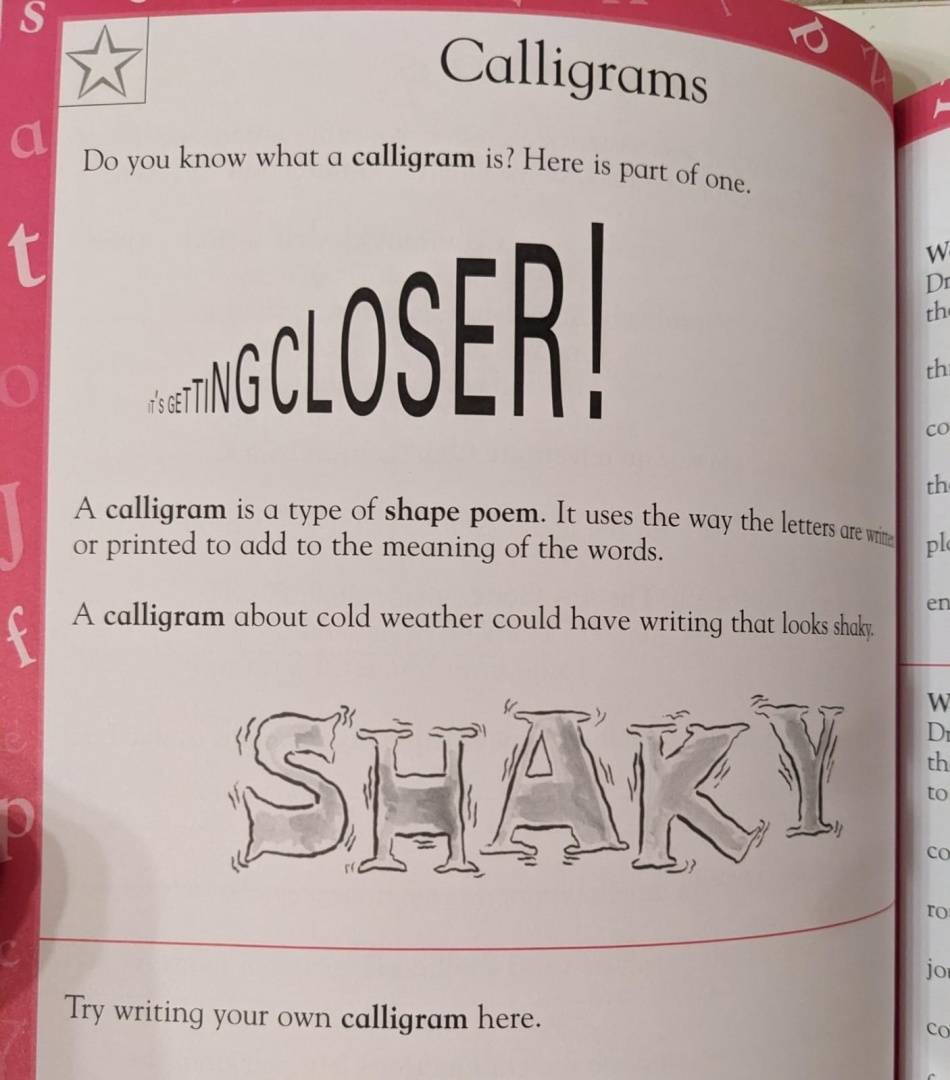 Calligrams
Do you know what a calligram is? Here is part of one.
IT'S GETTING CLOSER!
A calligram is a type of shape poem. It uses the way the letters are written
or printed to add to the meaning of the words.
A calligram about cold weather could have writing that looks shaky.
SHAKY
Try writing your own calligram here.